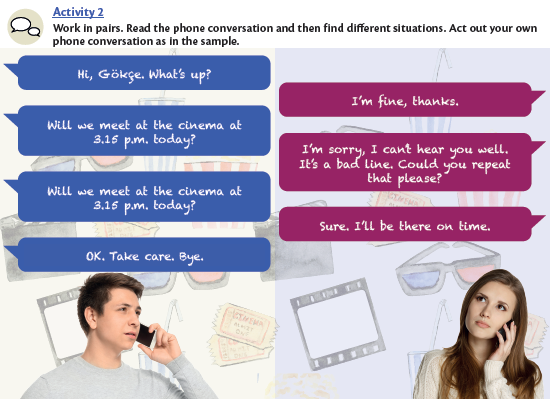 Activity 2
Work in pairs. Read the phone conversation and then find different situations. Act out your own
phone conversation as in the sample.
Hi, Gökçe. What's up?
I'm fine, thanks.
Will we meet at the cinema at
3.15 p.m. today?
I'm sorry, I can't hear you well.
It's a bad line. Could you repeat
that please?
Will we meet at the cinema at
3.15 p.m. today?
Sure. I'll be there on time.
OK. Take care. Bye.